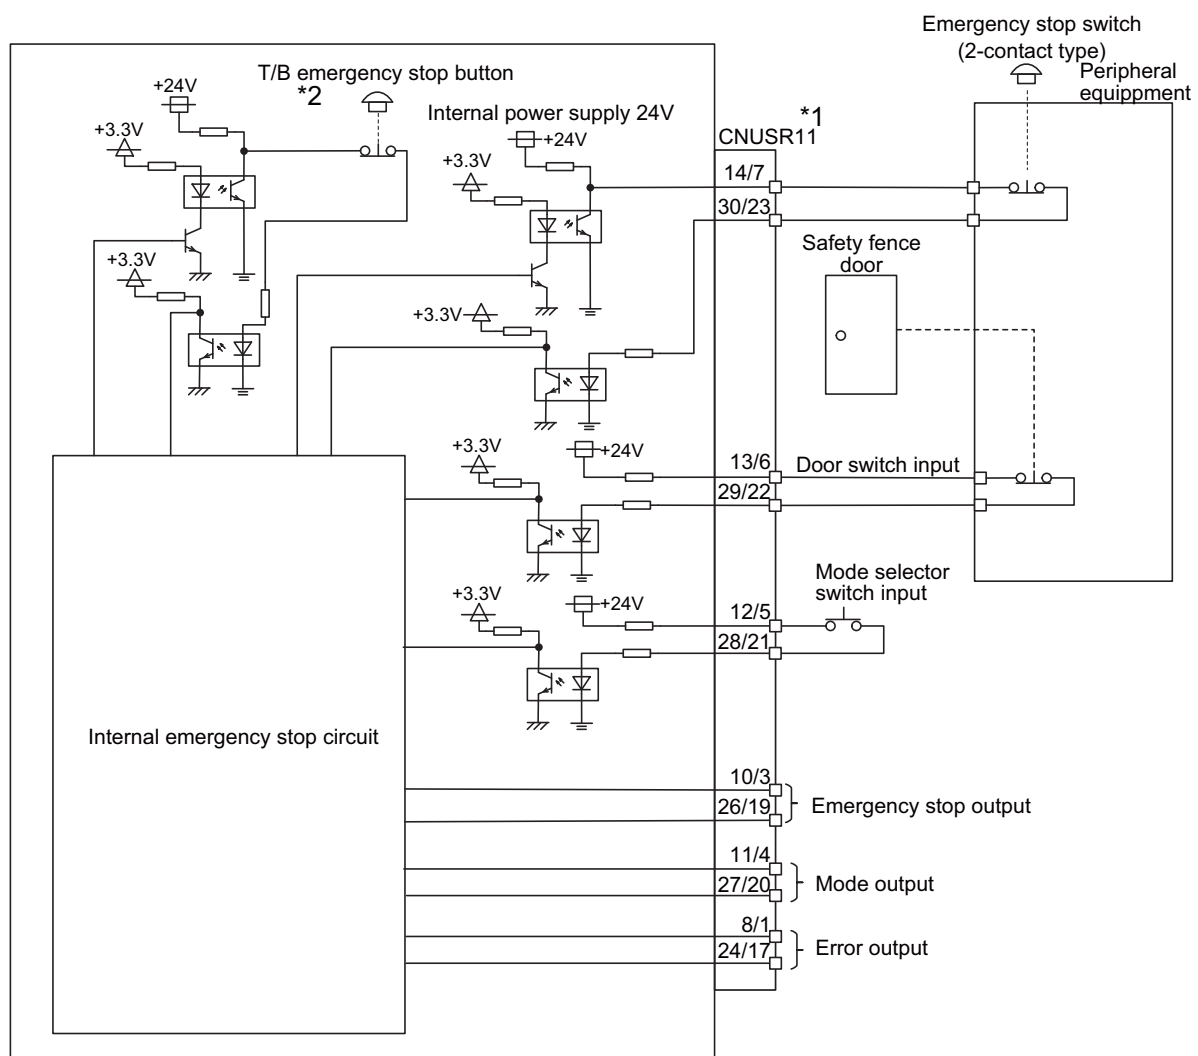 Emergency stop switch
(2-contact type)
Peripheral
equippment
T/B emergency stop button
*2
+24V
+3.3V
Internal power supply 24V
+24V
+3.3V
*1
CNUSR11
14/7
30/23
+3.3V
Safety fence
door
+3.3V
+3.3V
+24V
13/6
Door switch input
29/22
Mode selector
switch input
+3.3V
+24V
12/5
28/21
Internal emergency stop circuit
10/3
26/19
Emergency stop output
11/4
27/20
Mode output
8/1
24/17
Error output